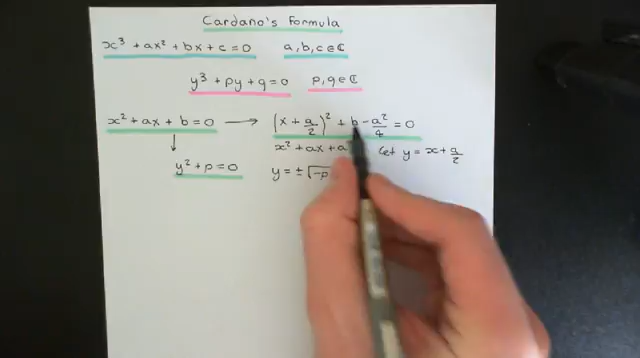 Cardano's Formula
x³ + ax² + bx + c = 0    a, b, c ∈ ℂ
y³ + py + q = 0    p, q ∈ ℂ
x² + ax + b = 0 → (x + a/2)² + b - a²/4 = 0
x² + ax + a    Let y = x + a/2
y² + p = 0    y = ± √-p